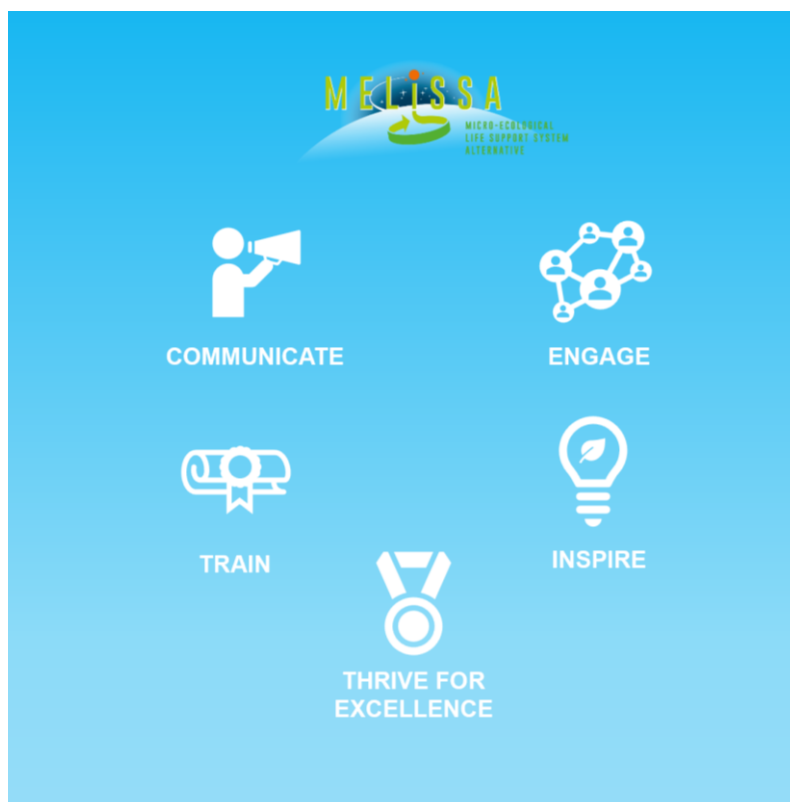 MELiSSA
MICRO-ECOLOGICAL
LIFE SUPPORT SYSTEM
ALTERNATIVE
COMMUNICATE
ENGAGE
TRAIN
INSPIRE
THRIVE FOR
EXCELLENCE